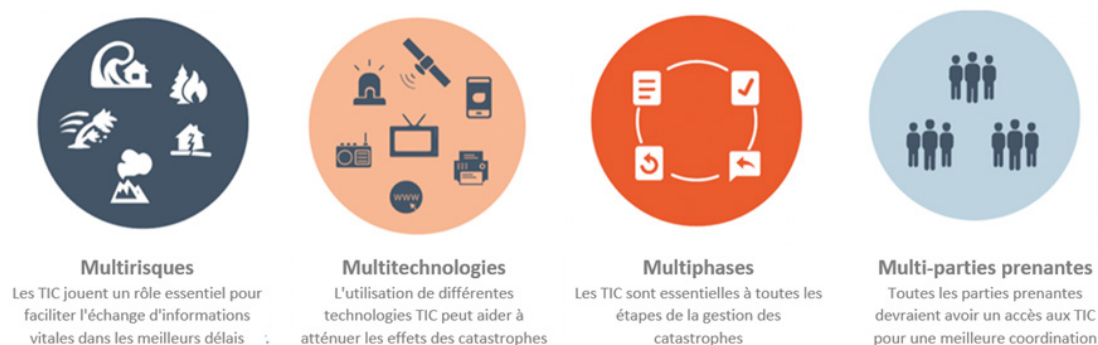 www
Multirisques
Les TIC jouent un rôle essentiel pour
faciliter l'échange d'informations
vitales dans les meilleurs délais .
Multitechnologies
L'utilisation de différentes
technologies TIC peut aider à
atténuer les effets des catastrophes
Multiphases
Les TIC sont essentielles à toutes les
étapes de la gestion des
catastrophes
Multi-parties prenantes
Toutes les parties prenantes
devraient avoir un accès aux TIC
pour une meilleure coordination